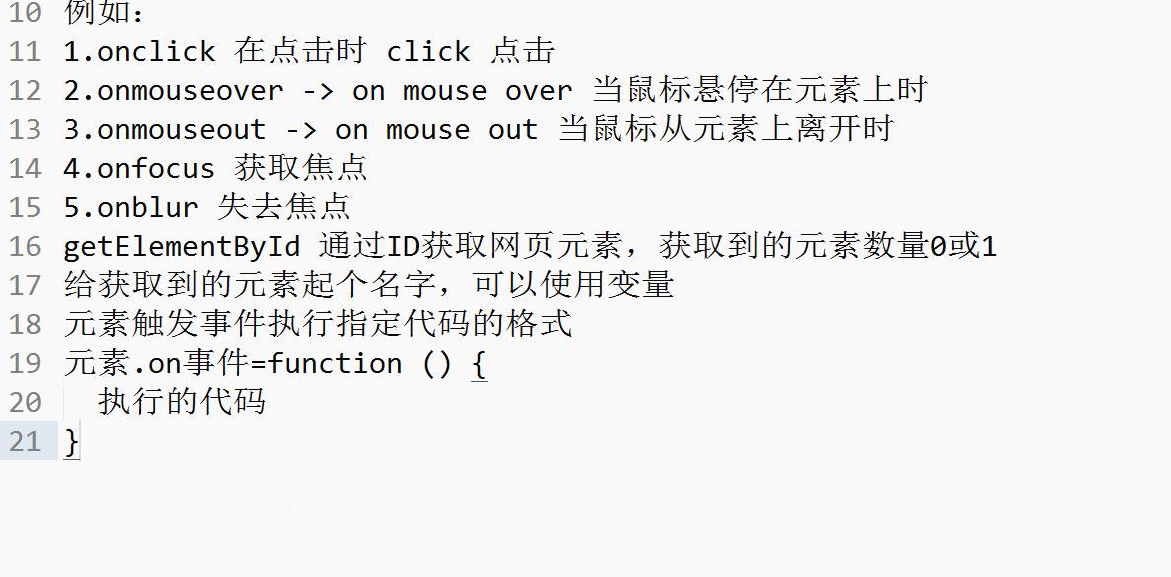 10 例如：
11 1.onclick 在点击时 click 点击
12 2.onmouseover -> on mouse over 当鼠标悬停在元素上时
13 3.onmouseout -> on mouse out 当鼠标从元素上离开时
14 4.onfocus 获取焦点
15 5.onblur 失去焦点
16 getElementById 通过ID获取网页元素，获取到的元素数量0或1
17 给获取到的元素起个名字，可以使用变量
18 元素触发事件执行指定代码的格式
19 元素.on事件=function () {
20 执行的代码
21 }